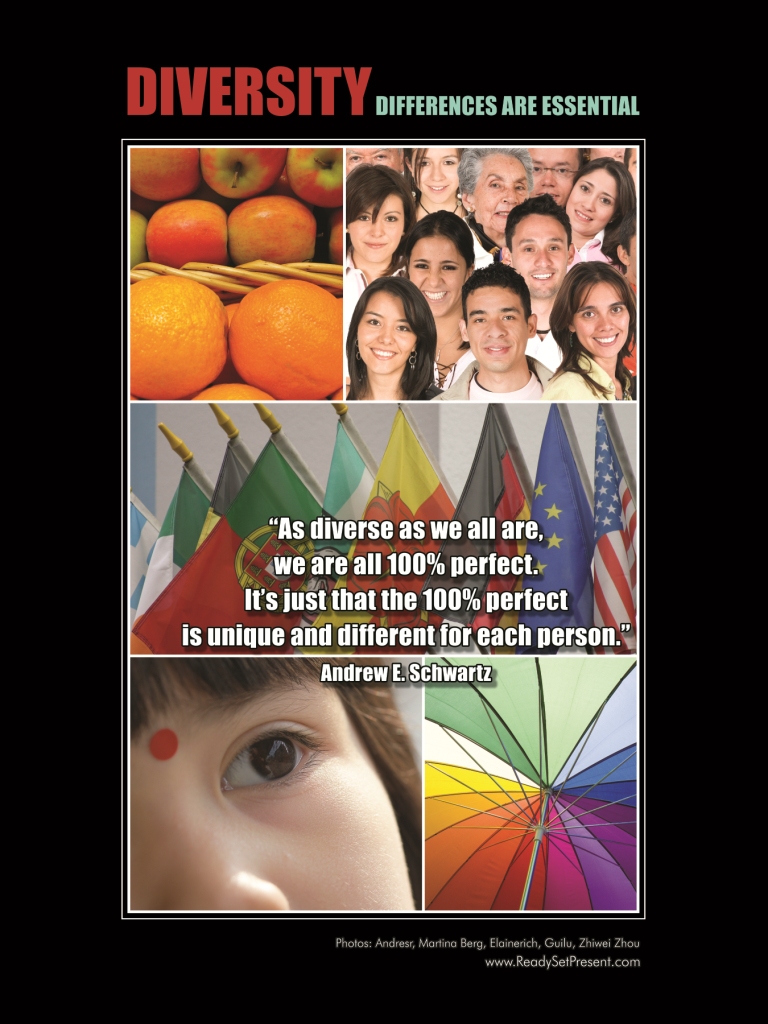 DIVERSITY DIFFERENCES ARE ESSENTIAL
“As diverse as we all are,
we are all 100% perfect.
It’s just that the 100% perfect
is unique and different for each person.”
Andrew E. Schwartz
Photos: Andresr, Martina Berg, Elainerich, Guilu, Zhiwei Zhou
www.ReadySetPresent.com